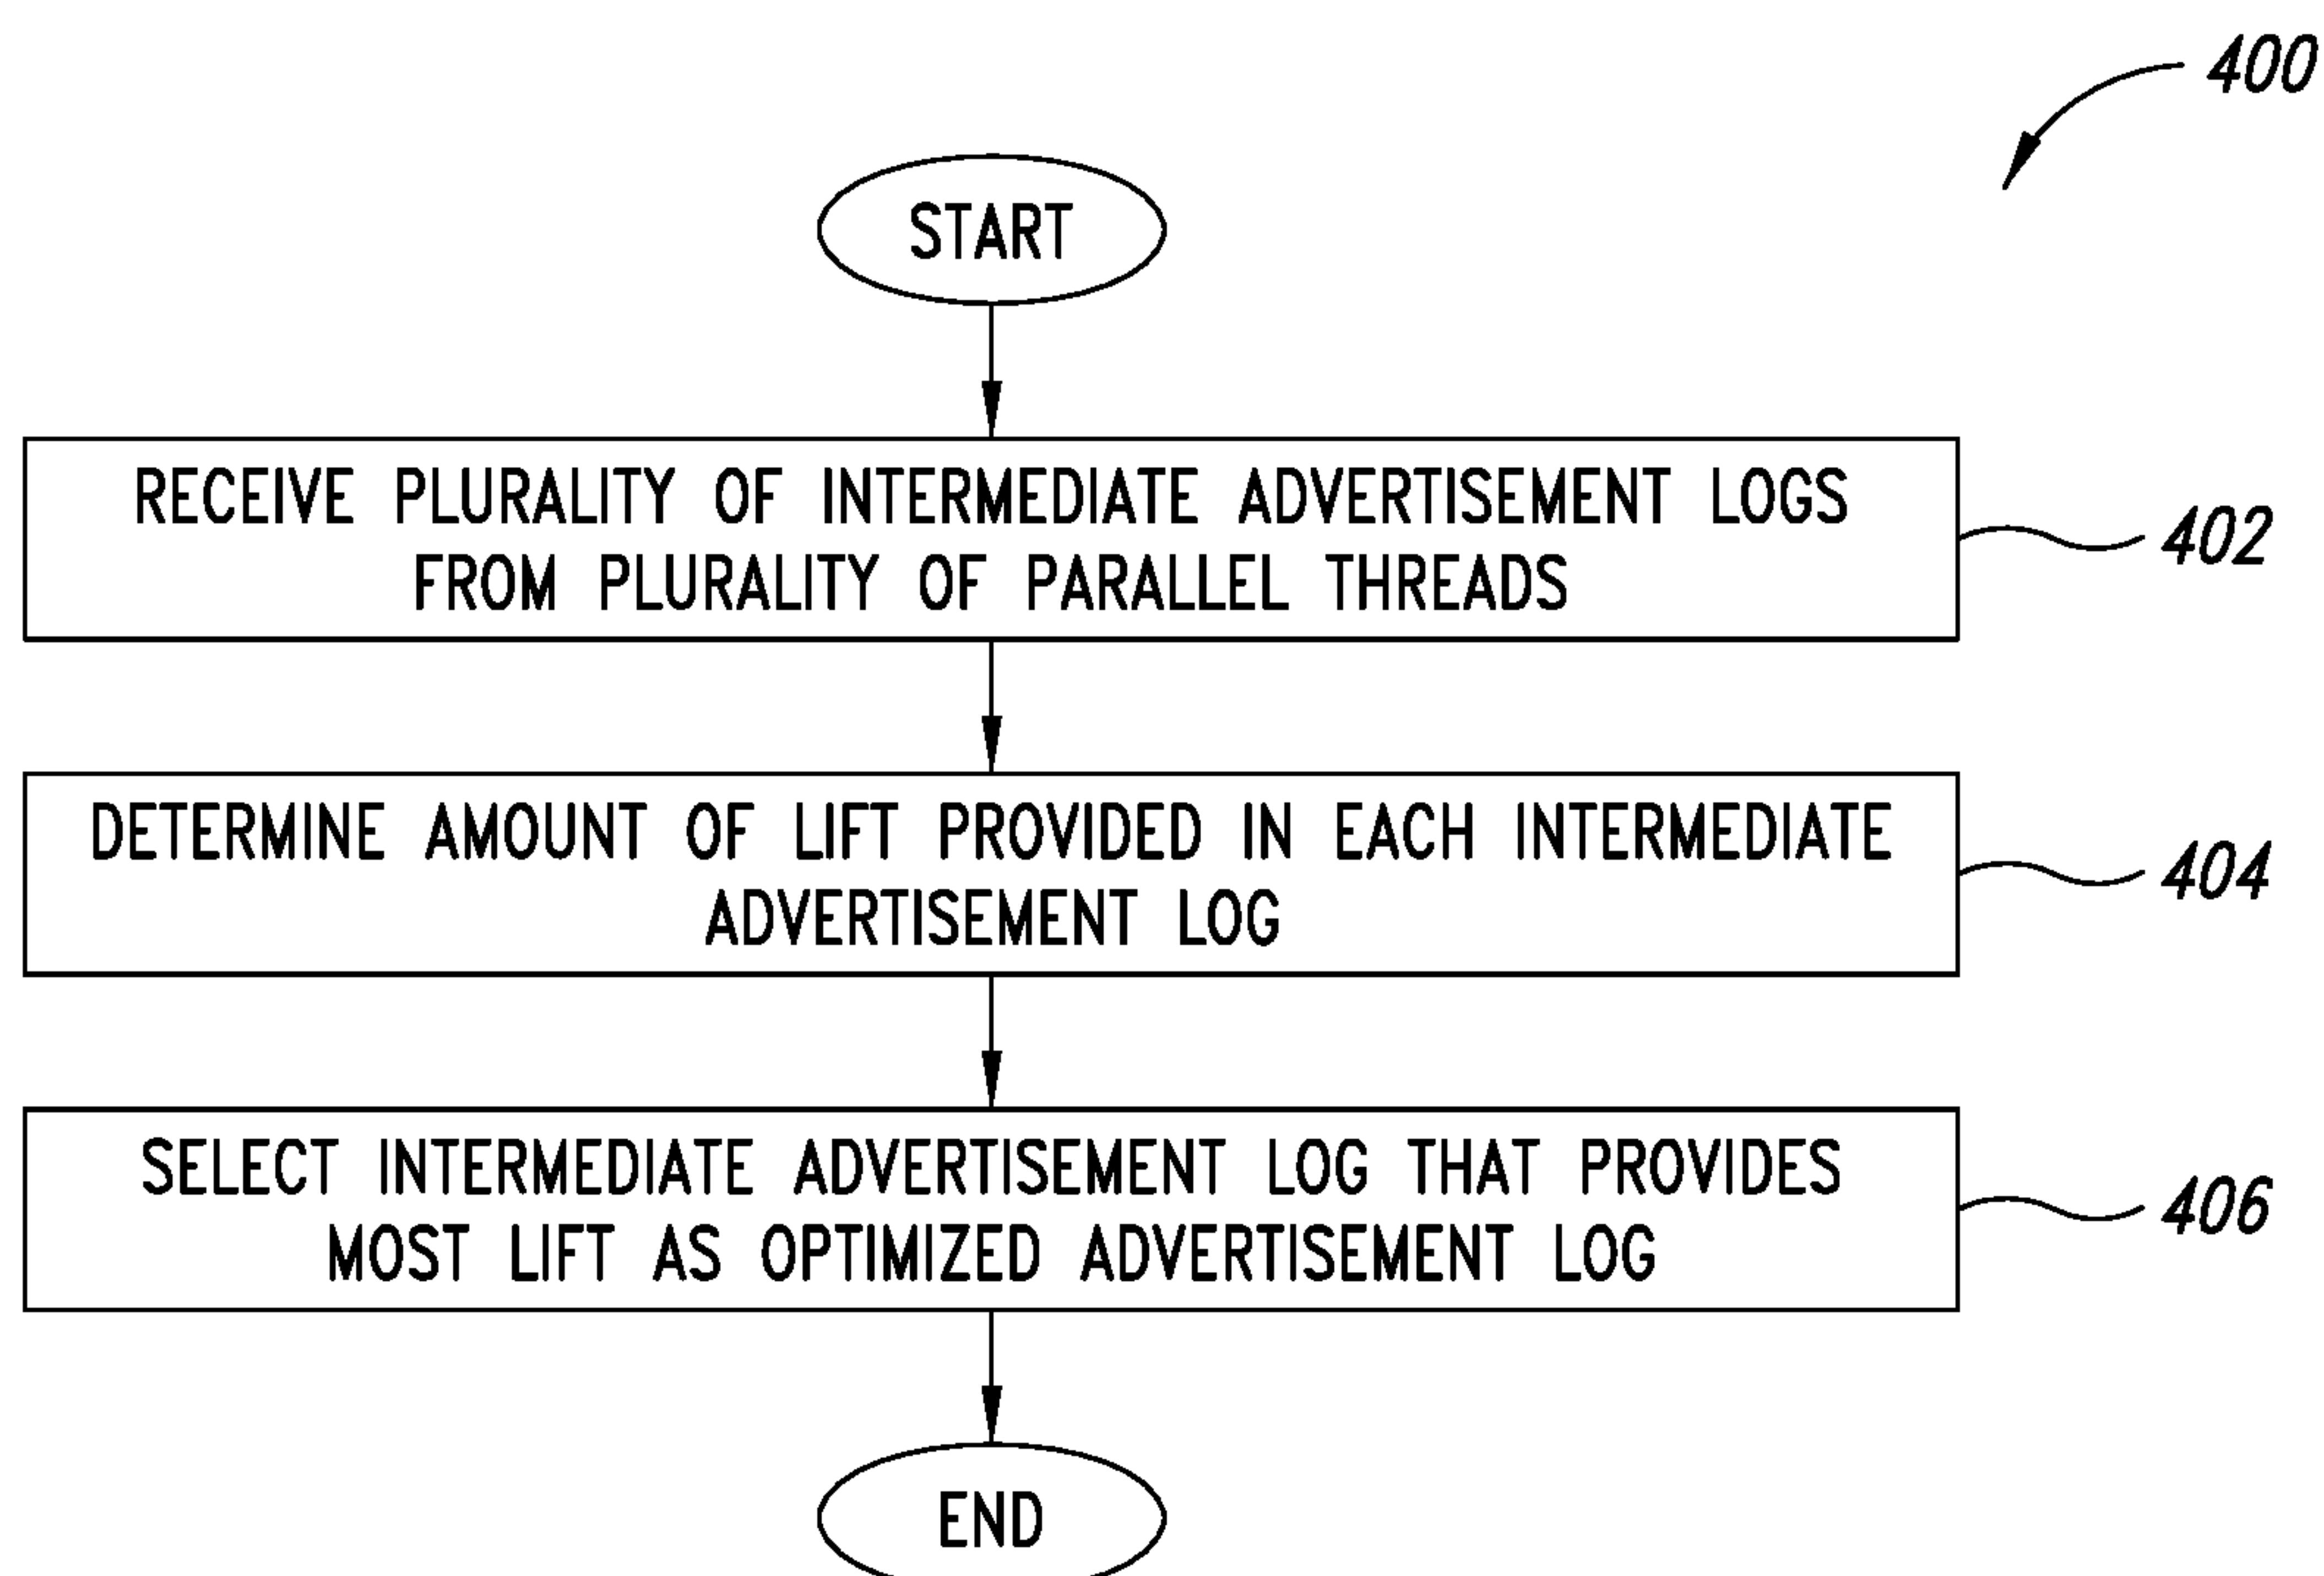 400
START
RECEIVE PLURALITY OF INTERMEDIATE ADVERTISEMENT LOGS
FROM PLURALITY OF PARALLEL THREADS
402
DETERMINE AMOUNT OF LIFT PROVIDED IN EACH INTERMEDIATE
ADVERTISEMENT LOG
404
SELECT INTERMEDIATE ADVERTISEMENT LOG THAT PROVIDES
MOST LIFT AS OPTIMIZED ADVERTISEMENT LOG
406
END